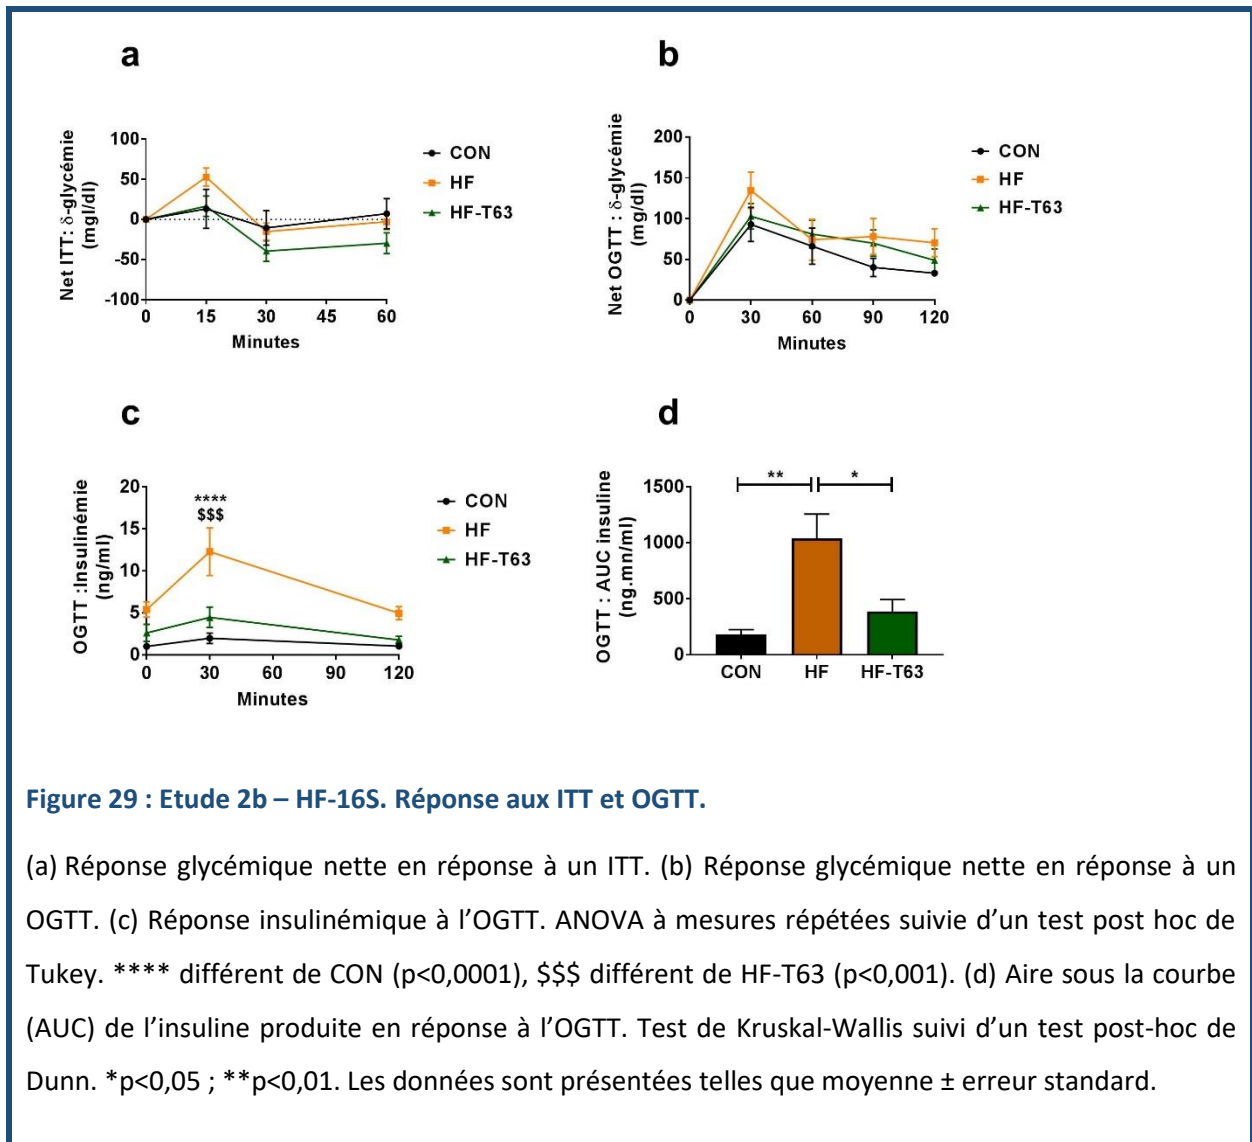 a
Net ITT : δ-glycémie
(mgl/dl)
100
50
0
-50
-100
0 15 30 45 60
Minutes
CON
HF
HF-T63
b
Net OGTT : δ-glycémie
(mg/dl)
200
150
100
50
0
0 30 60 90 120
Minutes
CON
HF
HF-T63
c
OGTT :Insulinémie
(ng/ml)
20
15
10
5
0
****
$$$
0 30 60 90 120
Minutes
CON
HF
HF-T63
d
OGTT : AUC insuline
(ng.mn/ml)
1500
1000
500
0
** *
CON HF HF-T63
Figure 29 : Etude 2b – HF-16S. Réponse aux ITT et OGTT.
(a) Réponse glycémique nette en réponse à un ITT. (b) Réponse glycémique nette en réponse à un
OGTT. (c) Réponse insulinémique à l’OGTT. ANOVA à mesures répétées suivie d’un test post hoc de
Tukey. **** différent de CON (p<0,0001), $$$ différent de HF-T63 (p<0,001). (d) Aire sous la courbe
(AUC) de l’insuline produite en réponse à l’OGTT. Test de Kruskal-Wallis suivi d’un test post-hoc de
Dunn. *p<0,05 ; **p<0,01. Les données sont présentées telles que moyenne ± erreur standard.